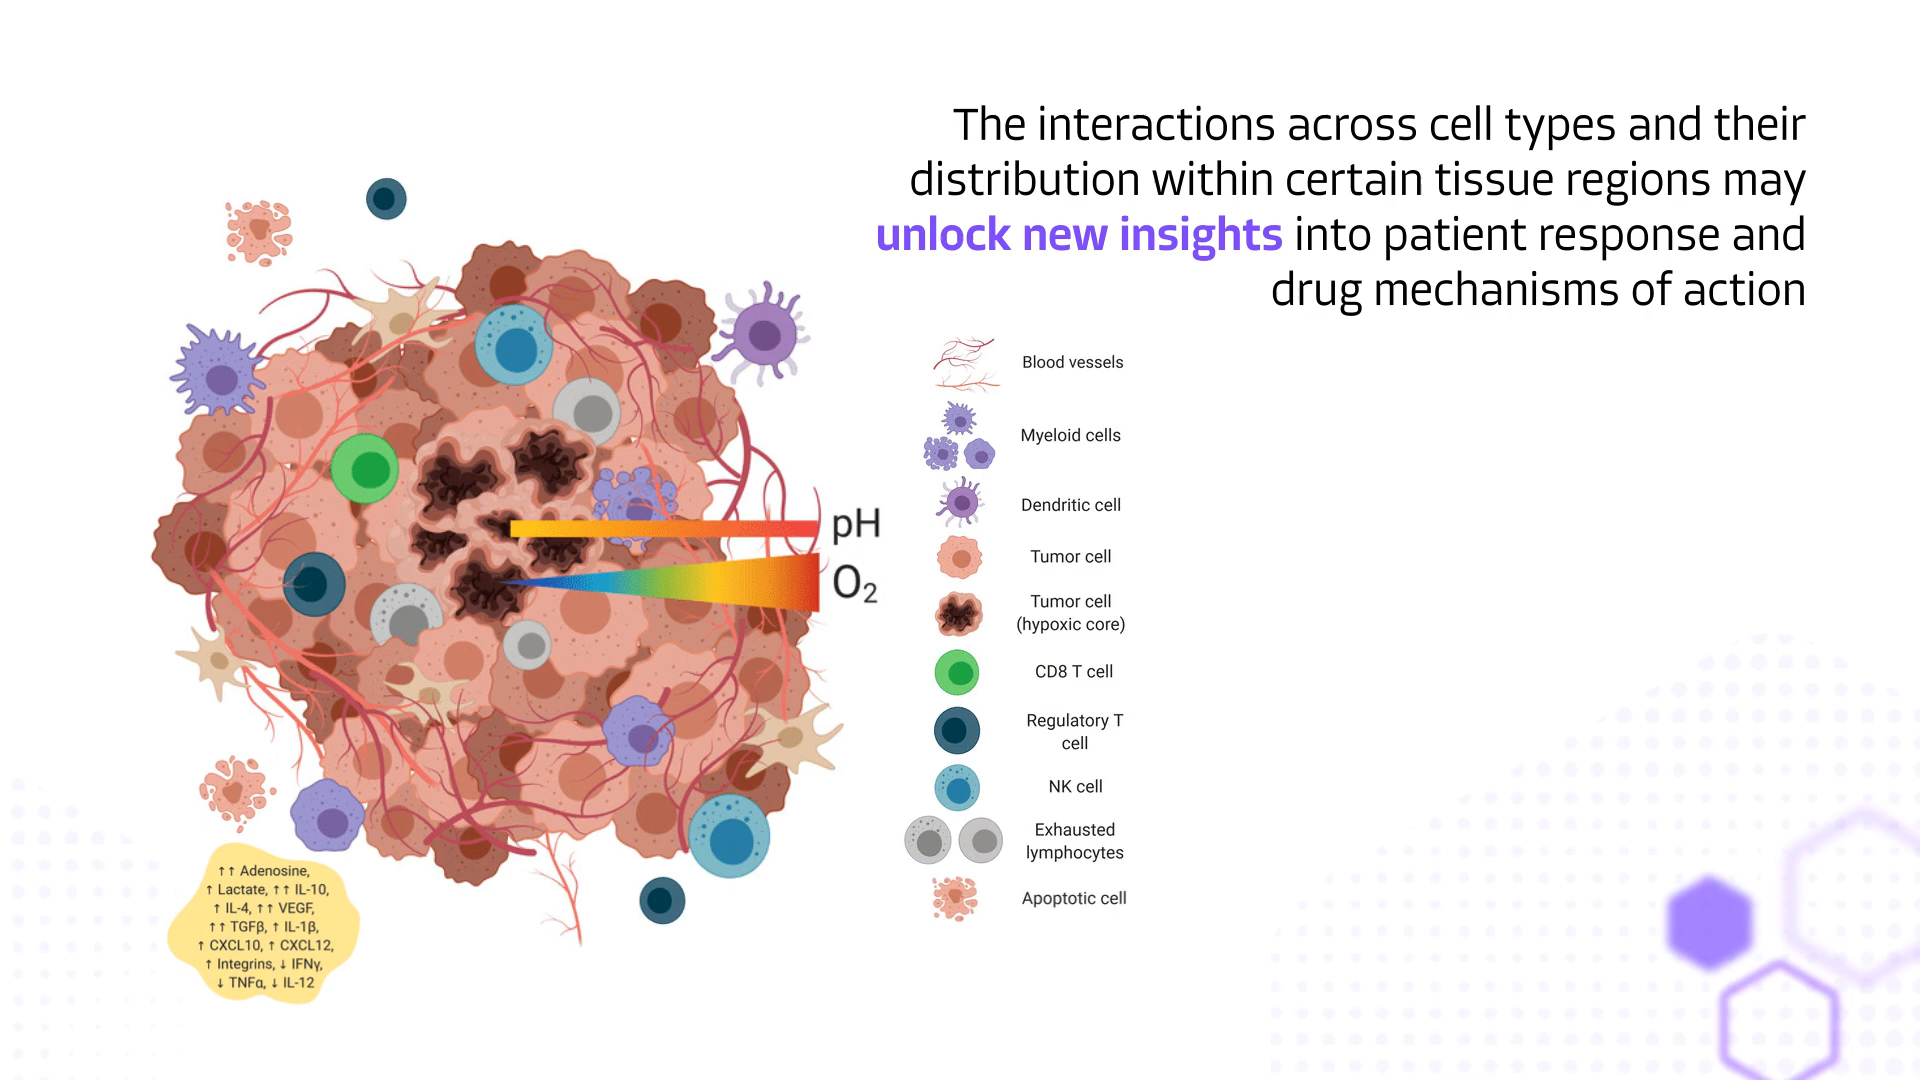 The interactions across cell types and their
distribution within certain tissue regions may
unlock new insights into patient response and
drug mechanisms of action
pH
O₂
Blood vessels
Myeloid cells
Dendritic cell
Tumor cell
Tumor cell
(hypoxic core)
CD8 T cell
Regulatory T
cell
NK cell
Exhausted
lymphocytes
Apoptotic cell
↑↑ Adenosine,
↑ Lactate, ↑↑ IL-10,
↑ IL-4, ↑↑ VEGF,
↑↑ TGFβ, ↑ IL-1β,
↑ CXCL10, ↑ CXCL12,
↑ Integrins, ↓ IFNγ,
↓ TNFα, ↓ IL-12